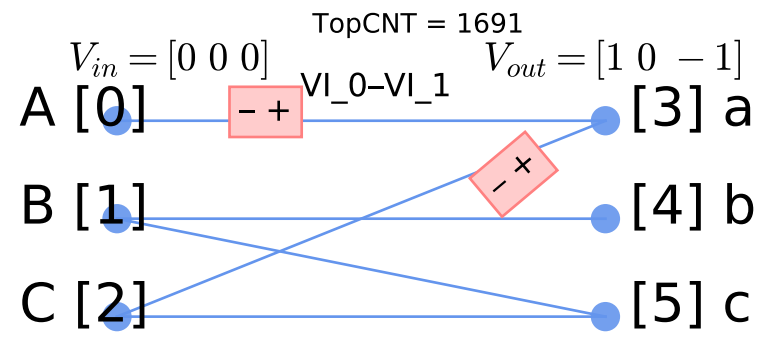 TopCNT = 1691
V_in = [0 0 0]
V_out = [1 0 −1]
VI_0–VI_1
A [0]
− +
[3] a
− +
B [1]
[4] b
C [2]
[5] c